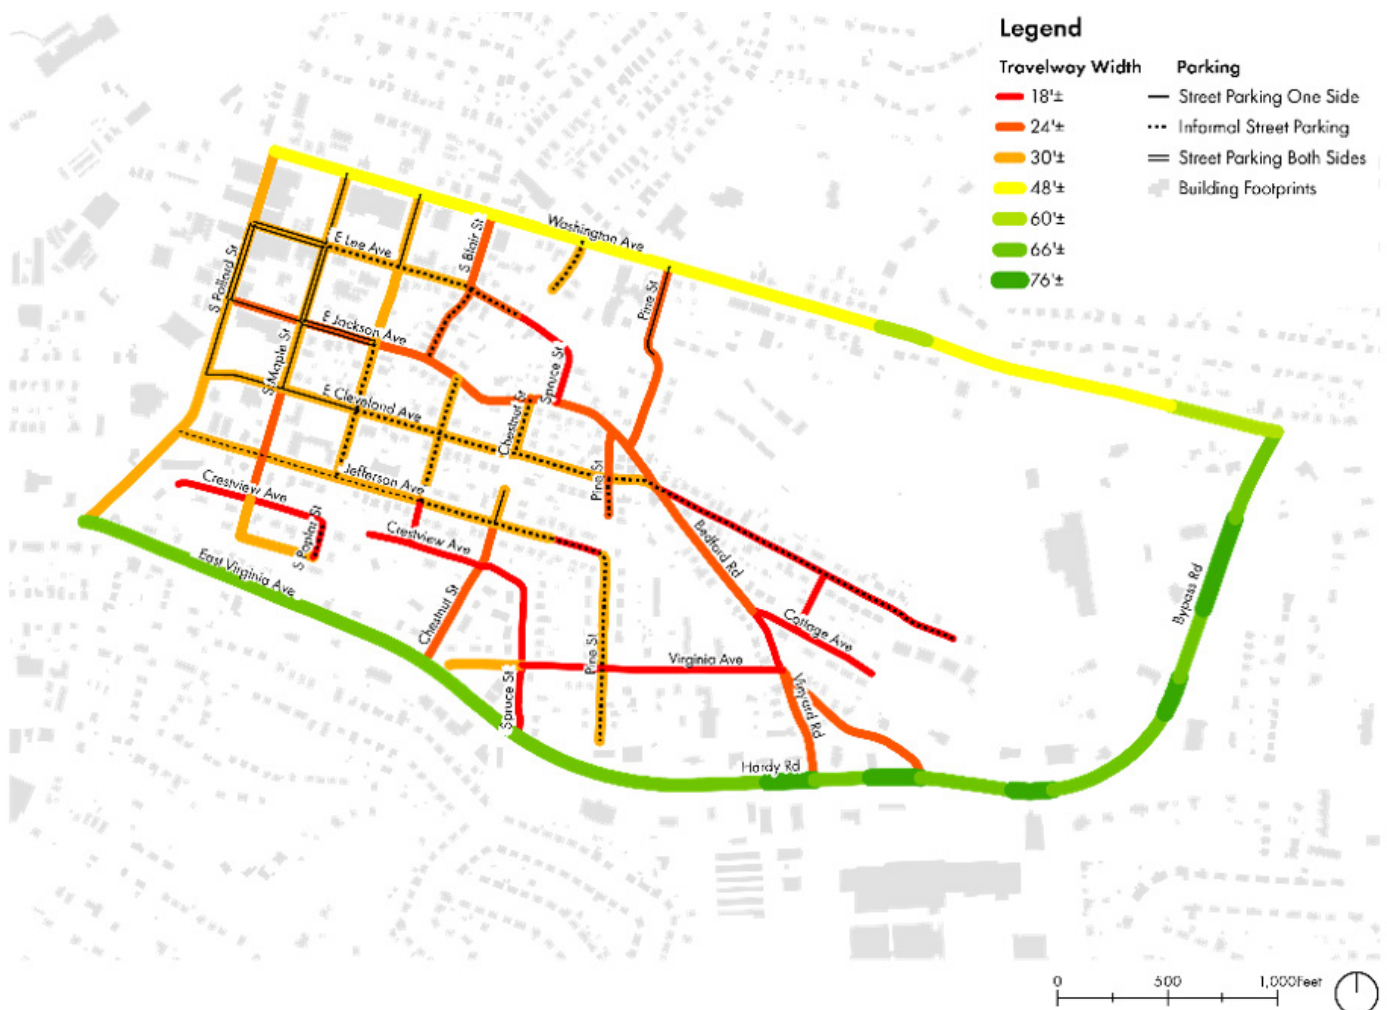 Legend
Travelway Width
18'±
24'±
30'±
48'±
60'±
66'±
76'±
Parking
Street Parking One Side
Informal Street Parking
Street Parking Both Sides
Building Footprints
Washington Ave
E Lee Ave
S Blair St
S Pollard St
Pine St
E Jackson Ave
S Maple St
Spruce St
E Cleveland Ave
Chestnut St
Jefferson Ave
Pine St
Crestview Ave
S Poplar St
Crestview Ave
Bedford Rd
East Virginia Ave
Chestnut St
Cottage Ave
Bypass Rd
Pine St
Virginia Ave
Spruce St
Vinyard Rd
Hardy Rd
0 500 1,000Feet